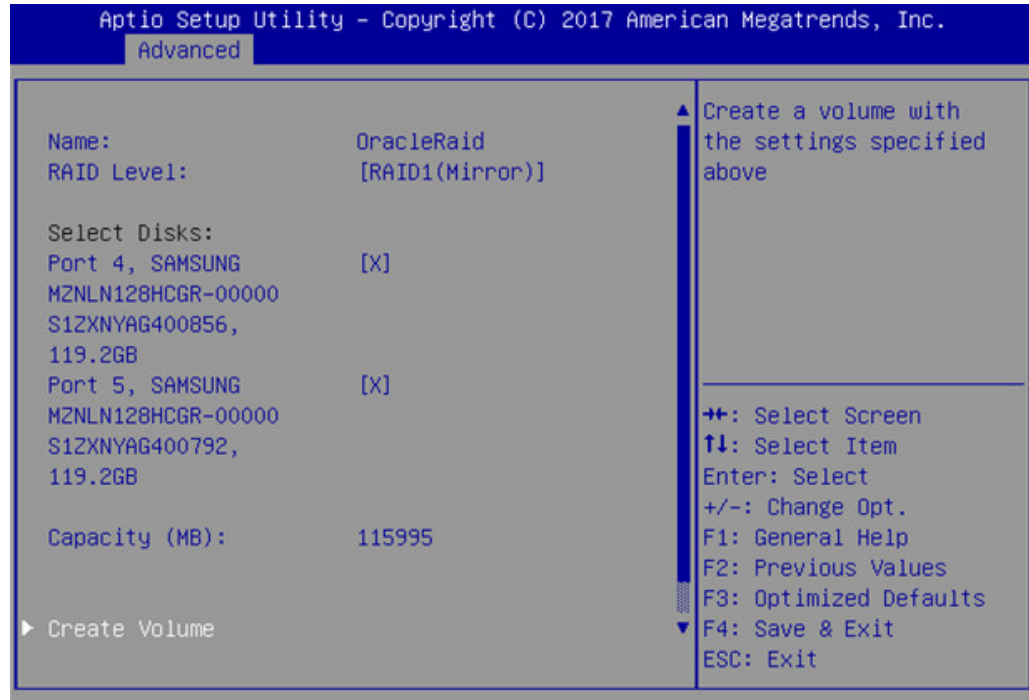 Aptio Setup Utility – Copyright (C) 2017 American Megatrends, Inc.
Advanced
Name: OracleRaid
RAID Level: [RAID1(Mirror)]
Select Disks:
Port 4, SAMSUNG [X]
MZNLN128HCGR-00000
S1ZXNYAG400856,
119.2GB
Port 5, SAMSUNG [X]
MZNLN128HCGR-00000
S1ZXNYAG400792,
119.2GB
Capacity (MB): 115995
▶ Create Volume
Create a volume with
the settings specified
above
→←: Select Screen
↑↓: Select Item
Enter: Select
+/-: Change Opt.
F1: General Help
F2: Previous Values
F3: Optimized Defaults
F4: Save & Exit
ESC: Exit